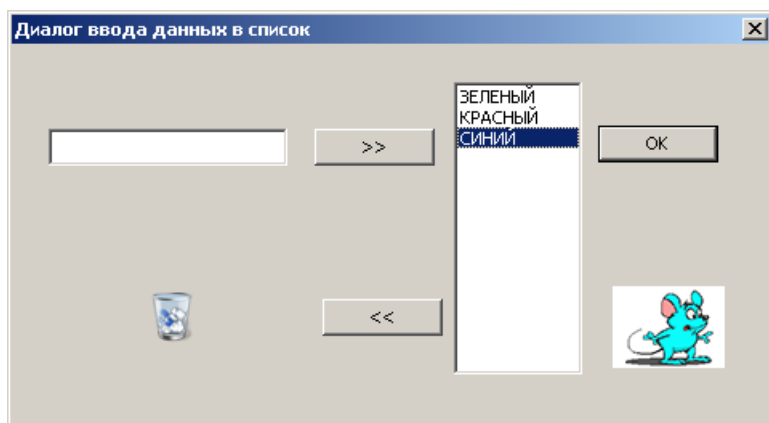 Диалог ввода данных в список
ЗЕЛЕНЫЙ
КРАСНЫЙ
СИНИЙ
>>
OK
<<